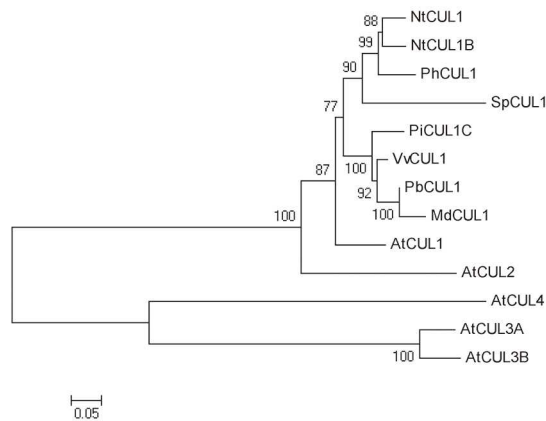 88
NtCUL1
99
NtCUL1B
90
PhCUL1
77
SpCUL1
PiCUL1C
100
VvCUL1
87
92
PbCUL1
100
MdCUL1
100
AtCUL1
AtCUL2
AtCUL4
AtCUL3A
100
AtCUL3B
0.05